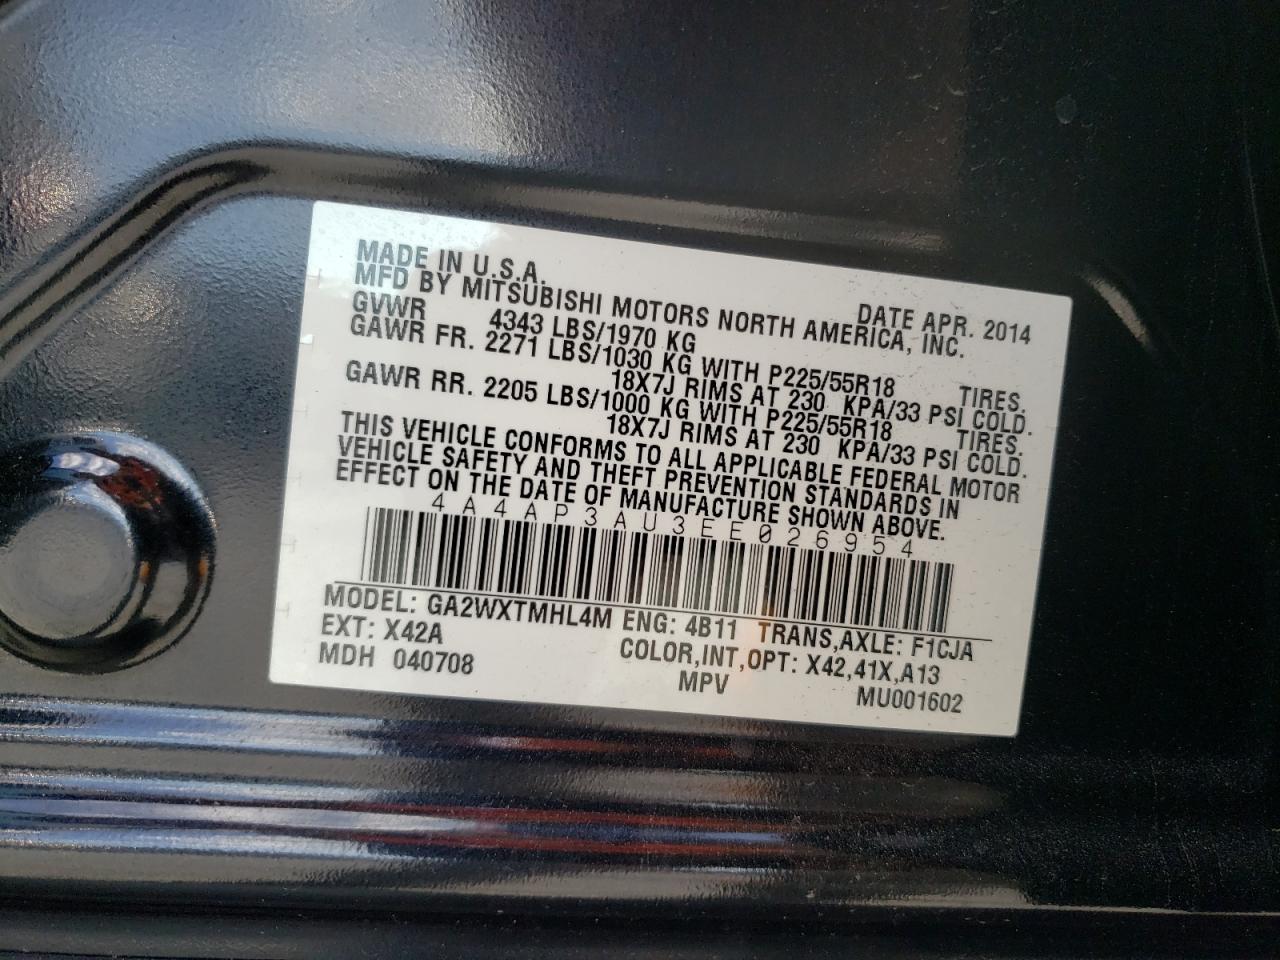 MADE IN U.S.A. DATE APR. 2014
MFD BY MITSUBISHI MOTORS NORTH AMERICA, INC.
GVWR 4343 LBS/1970 KG
GAWR FR. 2271 LBS/1030 KG WITH P225/55R18 TIRES.
18X7J RIMS AT 230 KPA/33 PSI COLD.
GAWR RR. 2205 LBS/1000 KG WITH P225/55R18 TIRES.
18X7J RIMS AT 230 KPA/33 PSI COLD.
THIS VEHICLE CONFORMS TO ALL APPLICABLE FEDERAL MOTOR
VEHICLE SAFETY AND THEFT PREVENTION STANDARDS IN
EFFECT ON THE DATE OF MANUFACTURE SHOWN ABOVE.
4A4AP3AU3EE026954
MODEL: GA2WXTMHL4M ENG: 4B11 TRANS,AXLE: F1CJA
EXT: X42A COLOR,INT,OPT: X42,41X,A13
MDH 040708 MPV MU001602